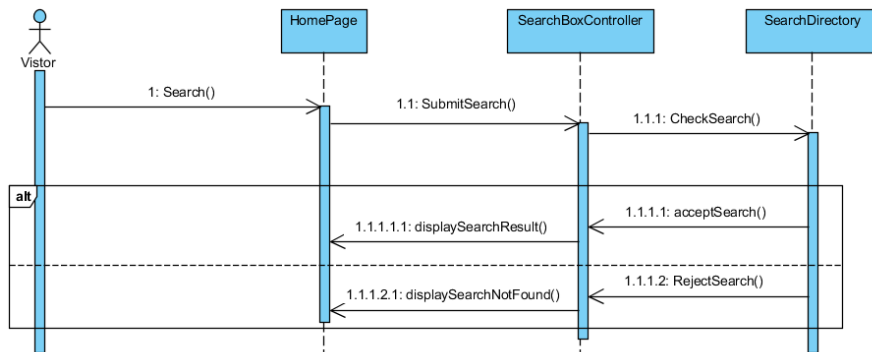 HomePage
SearchBoxController
SearchDirectory
Vistor
1: Search()
1.1: SubmitSearch()
1.1.1: CheckSearch()
alt
1.1.1.1: acceptSearch()
1.1.1.1.1: displaySearchResult()
1.1.1.2: RejectSearch()
1.1.1.2.1: displaySearchNotFound()